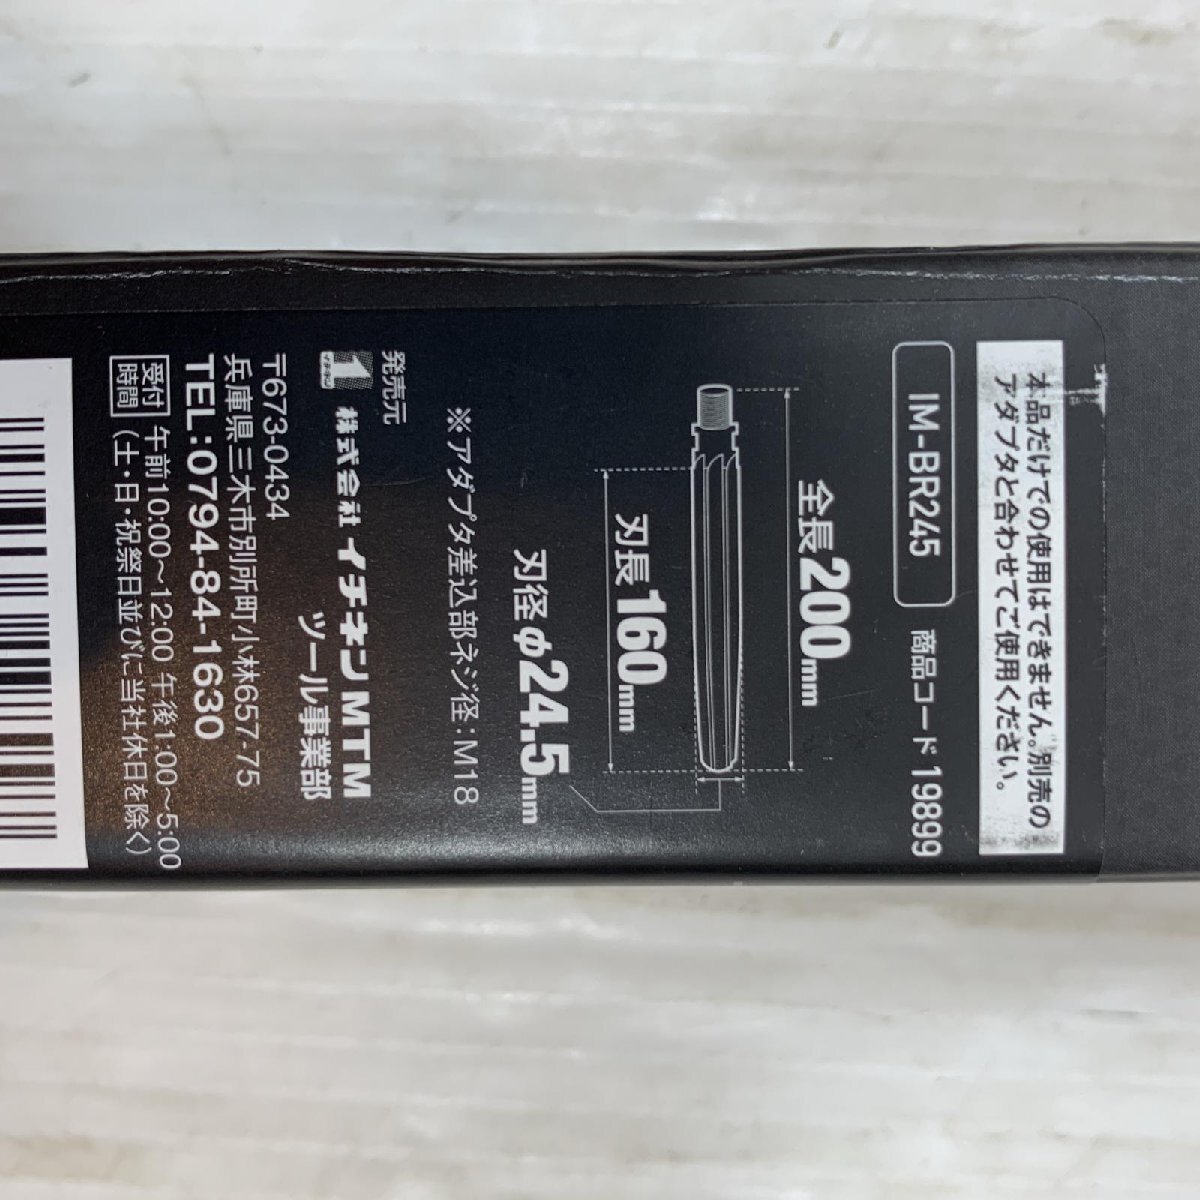 本品だけでの使用はできません。別売の
アダプタと合わせてご使用ください。
IM-BR245
商品コード 19899
全長200mm
刃長160mm
刃径φ24.5mm
※アダプタ差込部ネジ径：M18
発売元
1 イチネン 株式会社 イチネンMTM
ツール事業部
〒673-0434
兵庫県三木市別所町小林657-75
TEL：0794-84-1630
受付時間 午前10:00〜12:00 午後1:00〜5:00
（土・日・祝祭日並びに当社休日を除く）